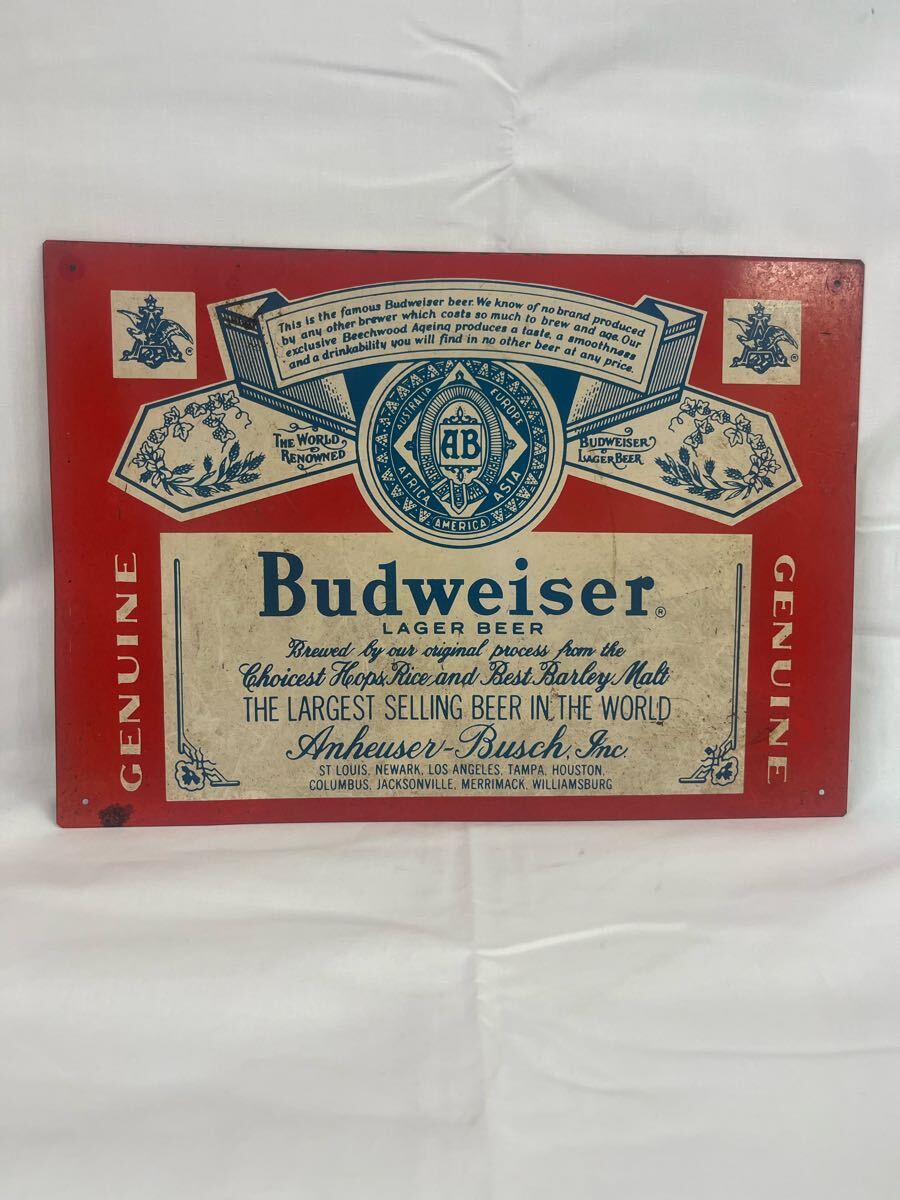 This is the famous Budweiser beer. We know of no brand produced
by any other brewer which costs so much to brew and age. Our
exclusive Beechwood Ageing produces a taste, a smoothness
and a drinkability you will find in no other beer at any price.
THE WORLD
RENOWNED
BUDWEISER
LAGER BEER
AUSTRALIA
EUROPE
AB
AFRICA
ASIA
AMERICA
GENUINE
GENUINE
Budweiser®
LAGER BEER
Brewed by our original process from the
Choicest Hops, Rice and Best Barley Malt
THE LARGEST SELLING BEER IN THE WORLD
Anheuser-Busch, Inc.
ST LOUIS, NEWARK, LOS ANGELES, TAMPA, HOUSTON,
COLUMBUS, JACKSONVILLE, MERRIMACK, WILLIAMSBURG